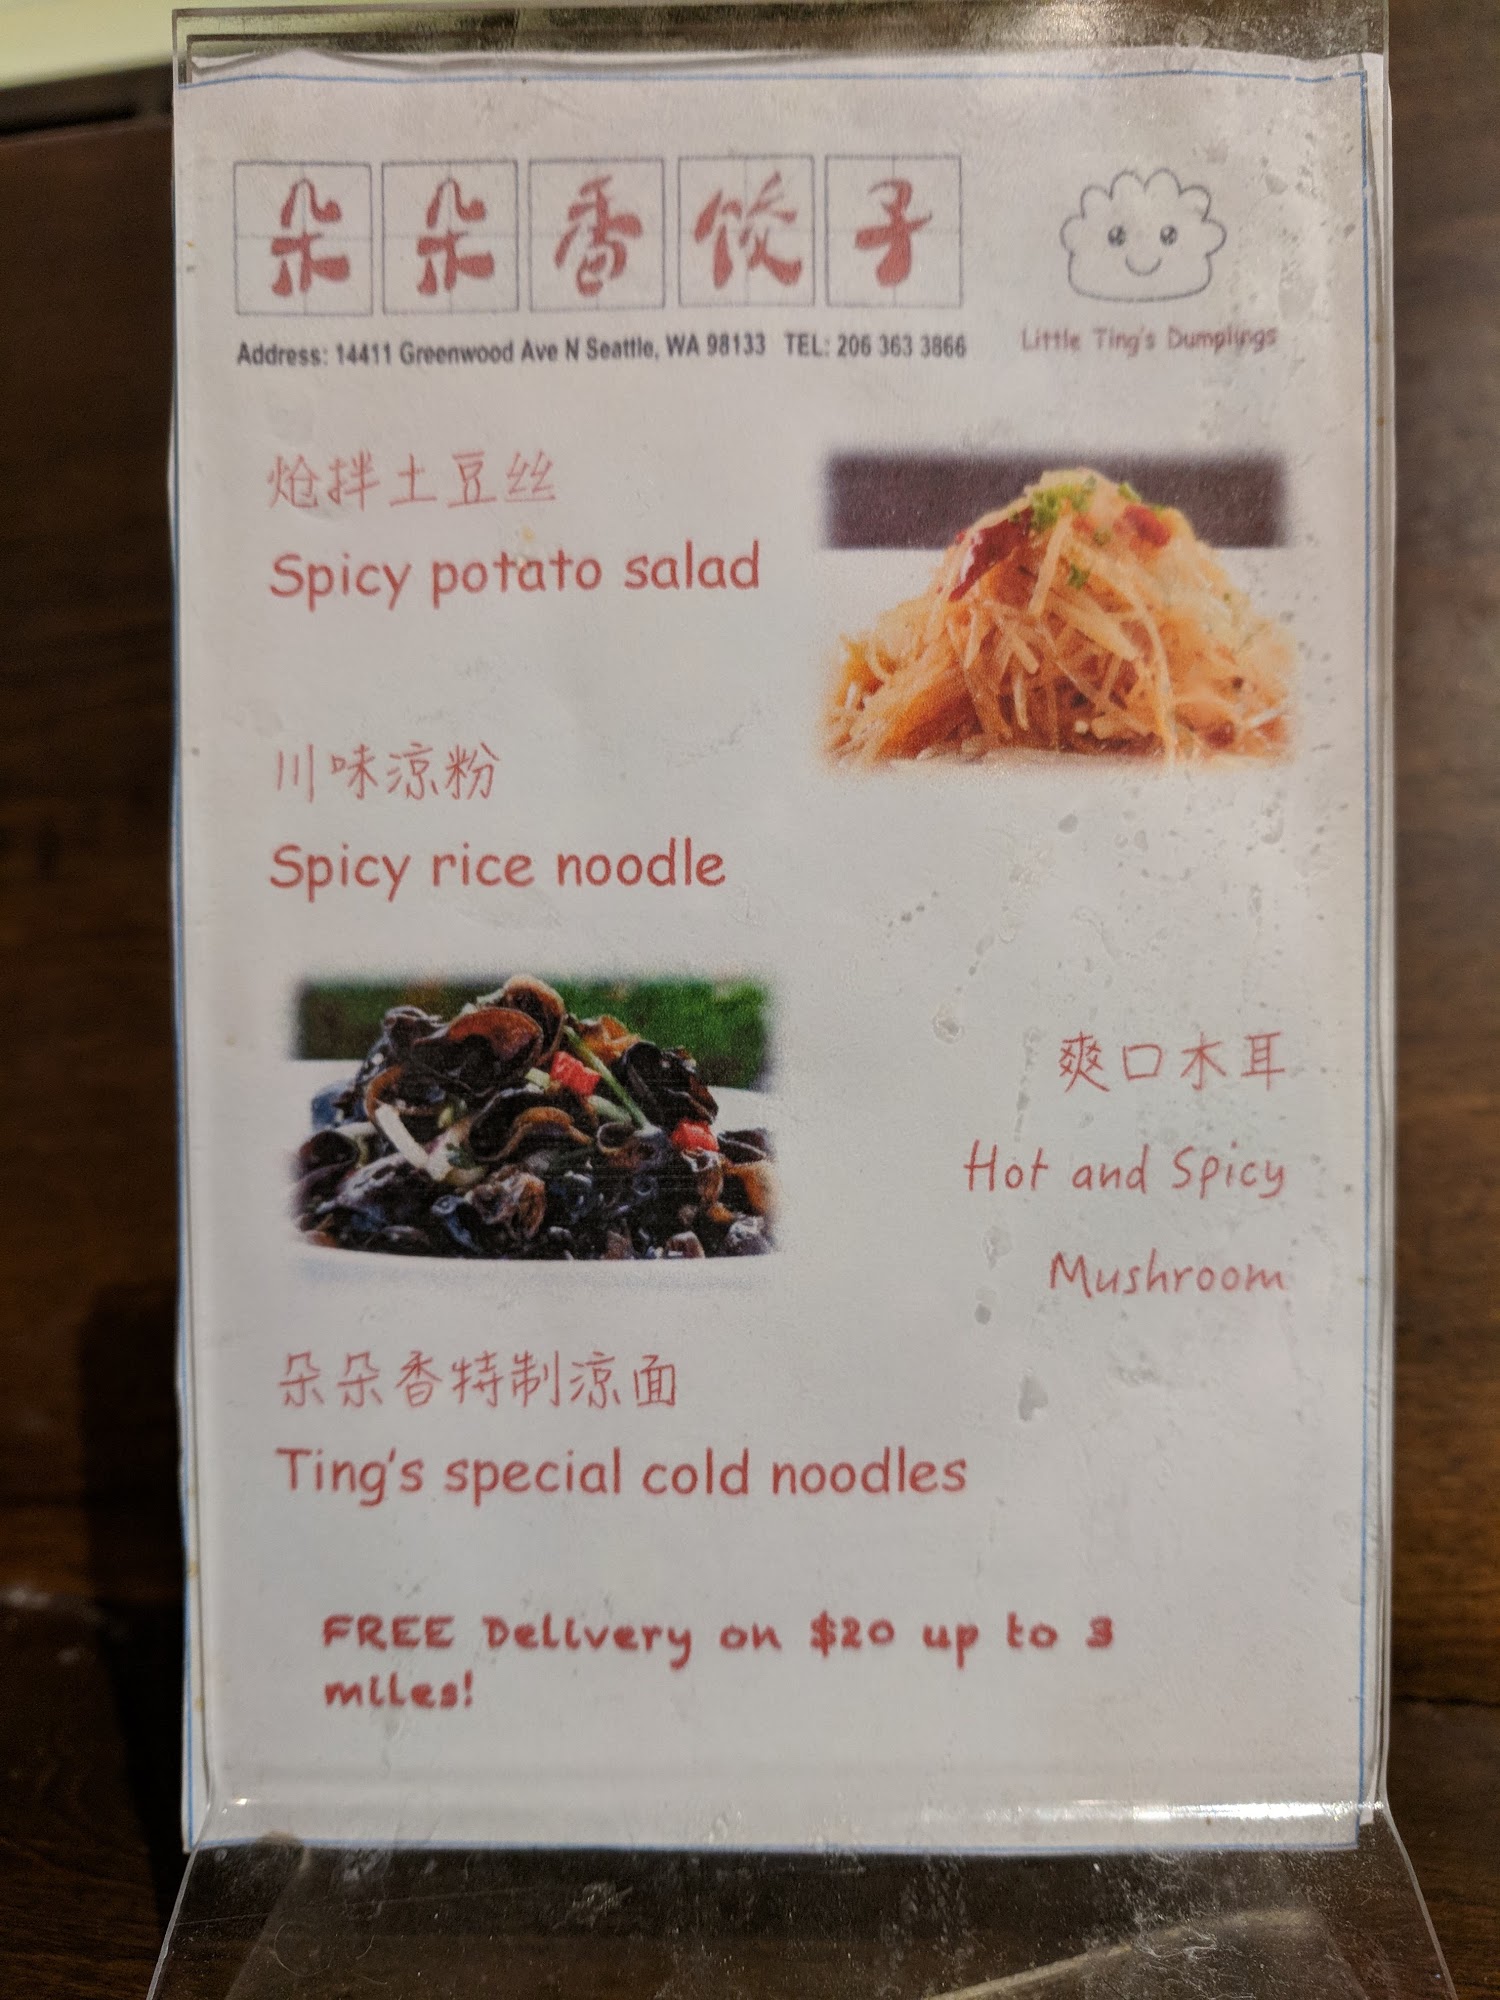 朵朵香饺子
Address: 14411 Greenwood Ave N Seattle, WA 98133 TEL: 206 363 3866
Little Ting's Dumplings
炝拌土豆丝
Spicy potato salad
川味凉粉
Spicy rice noodle
爽口木耳
Hot and Spicy
Mushroom
朵朵香特制凉面
Ting's special cold noodles
FREE Delivery on $20 up to 3
miles!